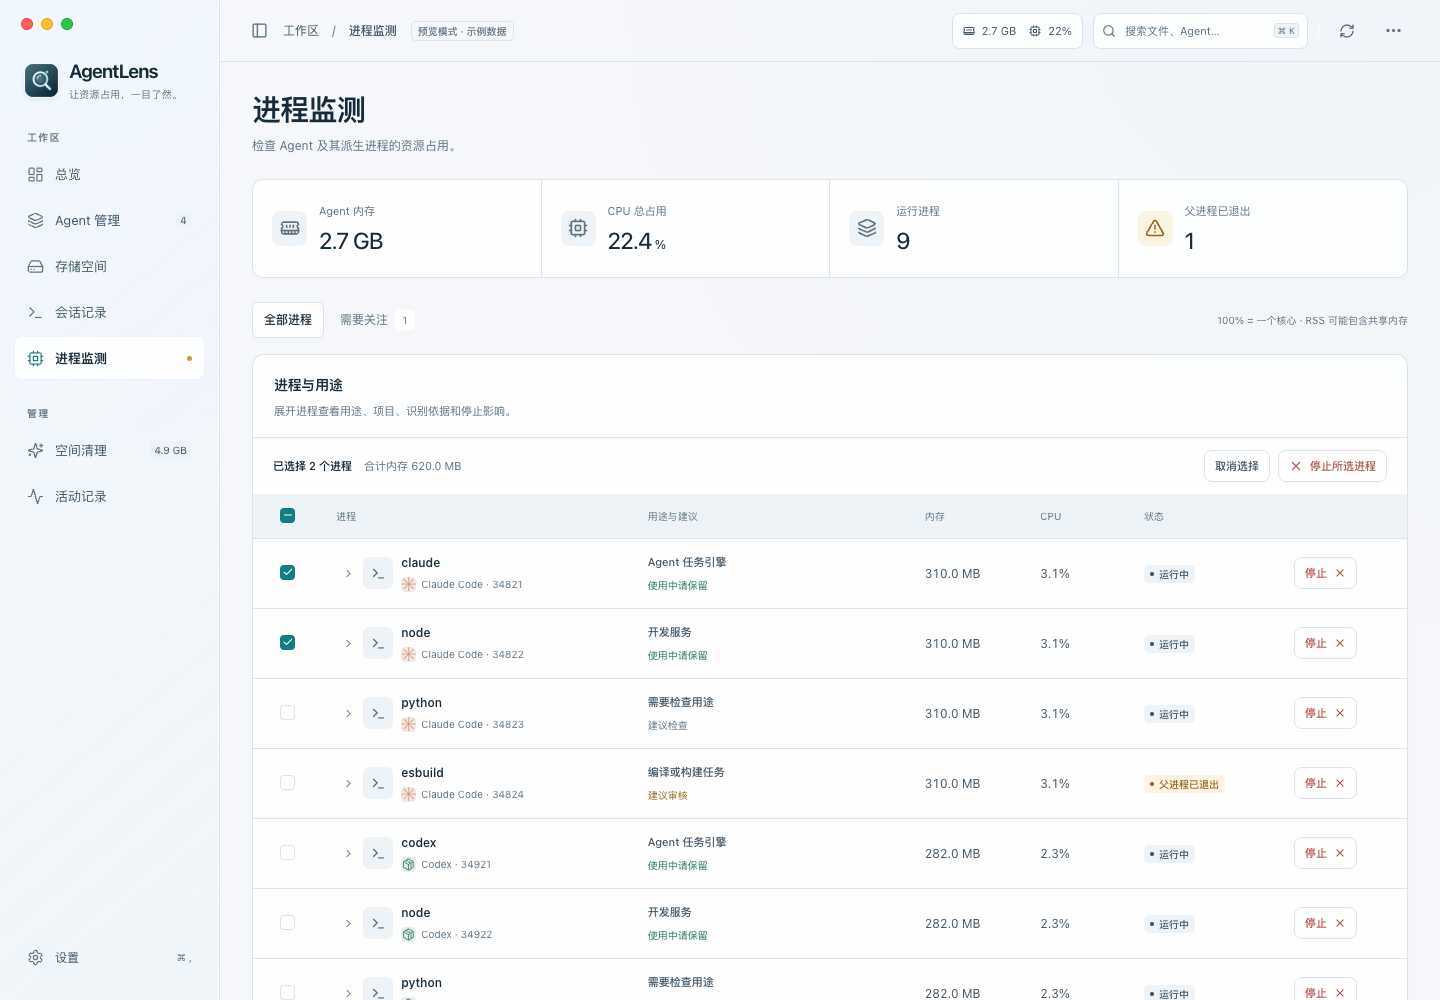 AgentLens
让资源占用，一目了然。
工作区
总览
Agent 管理 4
存储空间
会话记录
进程监测
管理
空间清理 4.9 GB
活动记录
设置 ⌘ ,
工作区 / 进程监测 预览模式 · 示例数据
2.7 GB 22% 搜索文件、Agent... ⌘ K
进程监测
检查 Agent 及其派生进程的资源占用。
Agent 内存
2.7 GB
CPU 总占用
22.4 %
运行进程
9
父进程已退出
1
全部进程 需要关注 1
100% = 一个核心 · RSS 可能包含共享内存
进程与用途
展开进程查看用途、项目、识别依据和停止影响。
已选择 2 个进程 合计内存 620.0 MB 取消选择 停止所选进程
进程 用途与建议 内存 CPU 状态
claude
Claude Code · 34821
Agent 任务引擎
使用中请保留
310.0 MB 3.1% 运行中 停止
node
Claude Code · 34822
开发服务
使用中请保留
310.0 MB 3.1% 运行中 停止
python
Claude Code · 34823
需要检查用途
建议检查
310.0 MB 3.1% 运行中 停止
esbuild
Claude Code · 34824
编译或构建任务
建议审核
310.0 MB 3.1% 父进程已退出 停止
codex
Codex · 34921
Agent 任务引擎
使用中请保留
282.0 MB 2.3% 运行中 停止
node
Codex · 34922
开发服务
使用中请保留
282.0 MB 2.3% 运行中 停止
python
需要检查用途
282.0 MB 2.3% 运行中 停止